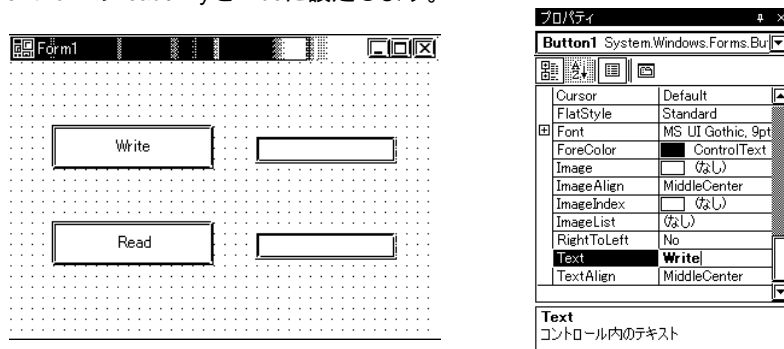 Form1
Write
Read
プロパティ
Button1 System.Windows.Forms.Bu
Cursor Default
FlatStyle Standard
Font MS UI Gothic, 9pt
ForeColor ControlText
Image (なし)
ImageAlign MiddleCenter
ImageIndex (なし)
ImageList (なし)
RightToLeft No
Text Write
TextAlign MiddleCenter
Text
コントロール内のテキスト